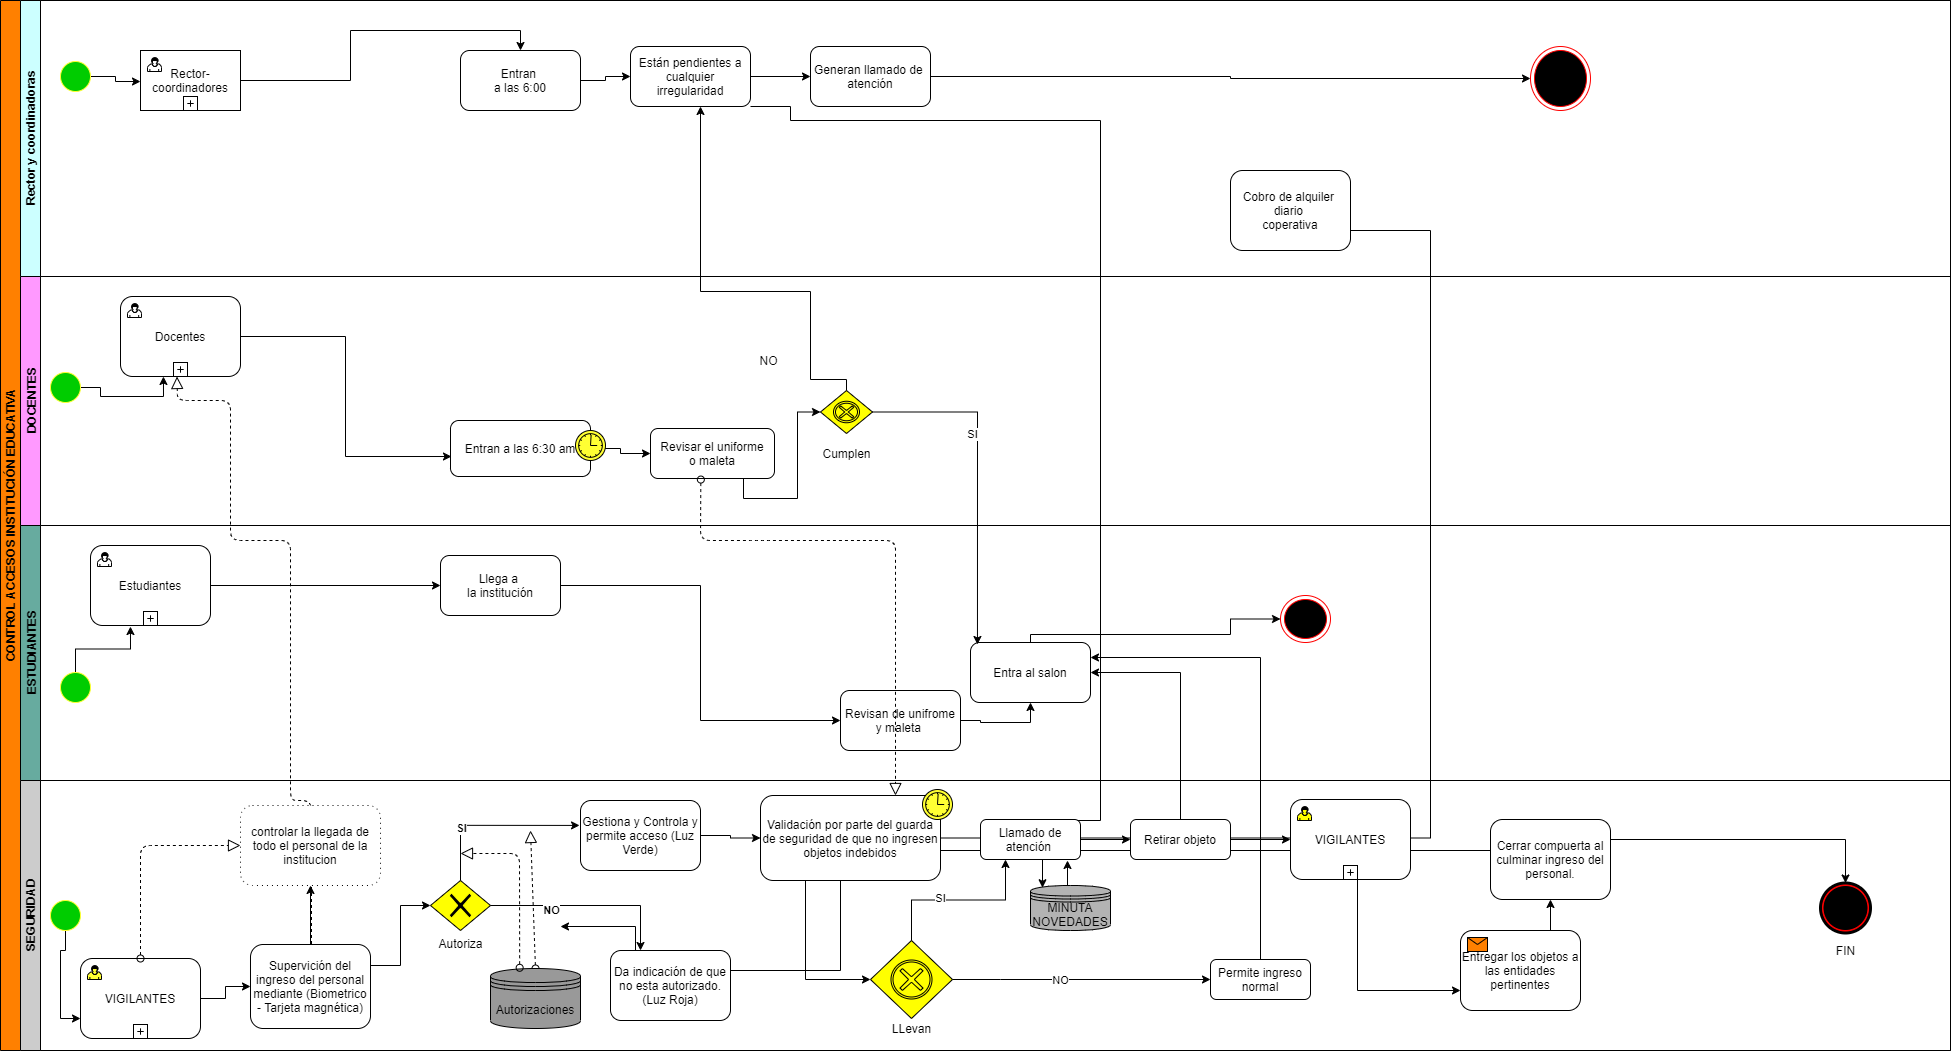 CONTROL ACCESOS INSTITUCIÓN EDUCATIVA
Rector y coordinadoras
Rector-
coordinadores
Entran
a las 6:00
Están pendientes a
cualquier
irregularidad
Generan llamado de
atención
Cobro de alquiler
diario
coperativa
DOCENTES
Docentes
Entran a las 6:30 am
Revisar el uniforme
o maleta
NO
Cumplen
SI
ESTUDIANTES
Estudiantes
Llega a
la institución
Revisan de unifrome
y maleta
Entra al salon
SEGURIDAD
VIGILANTES
controlar la llegada de
todo el personal de la
institucion
Supervición del
ingreso del personal
mediante (Biometrico
- Tarjeta magnética)
Autoriza
SI
NO
Autorizaciones
Gestiona y Controla y
permite acceso (Luz
Verde)
Da indicación de que
no esta autorizado.
(Luz Roja)
Validación por parte del guarda
de seguridad de que no ingresen
objetos indebidos
LLevan
SI
NO
Llamado de
atención
MINUTA
NOVEDADES
Retirar objeto
Permite ingreso
normal
VIGILANTES
Entregar los objetos a
las entidades
pertinentes
Cerrar compuerta al
culminar ingreso del
personal.
FIN